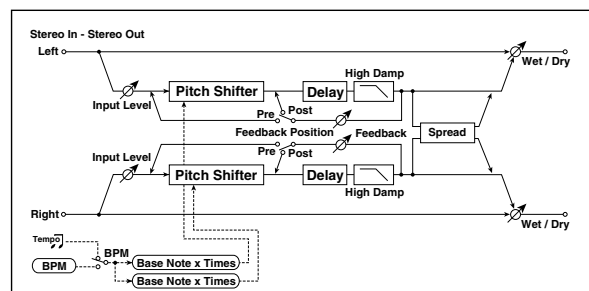 Stereo In - Stereo Out
Left
Wet / Dry
High Damp
Pitch Shifter
Delay
Input Level
Post
Pre
Feedback Position
Feedback
Spread
Pre
Post
Input Level
Pitch Shifter
Delay
High Damp
Right
Wet / Dry
Tempo
BPM
BPM
Base Note x Times
Base Note x Times